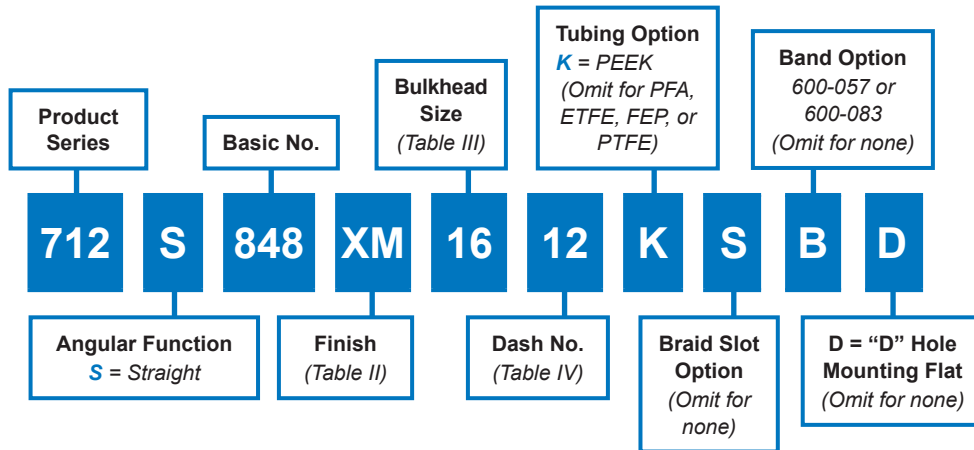 Product
Series
Basic No.
Bulkhead
Size
(Table III)
Tubing Option
K = PEEK
(Omit for PFA,
ETFE, FEP, or
PTFE)
Band Option
600-057 or
600-083
(Omit for none)
712 S 848 XM 16 12 K S B D
Angular Function
S = Straight
Finish
(Table II)
Dash No.
(Table IV)
Braid Slot
Option
(Omit for
none)
D = “D” Hole
Mounting Flat
(Omit for none)